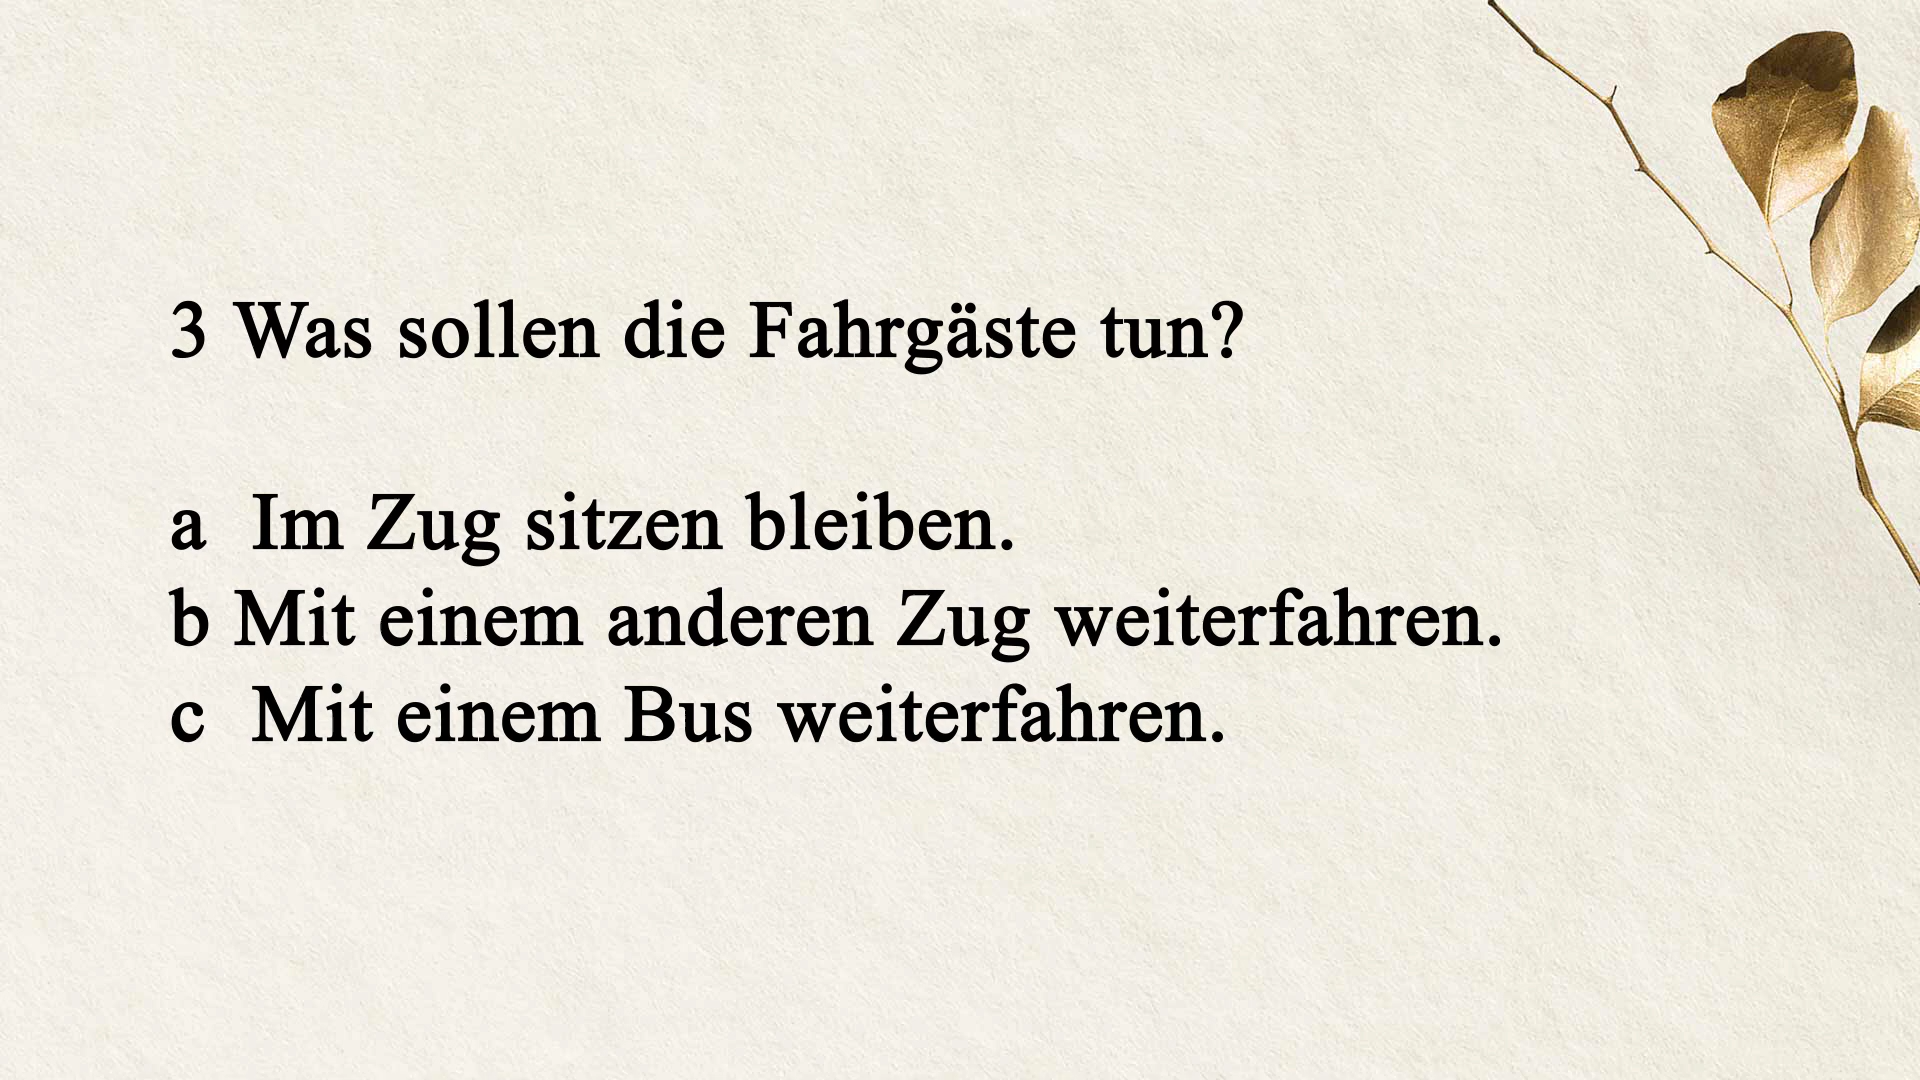 3 Was sollen die Fahrgäste tun?
a Im Zug sitzen bleiben.
b Mit einem anderen Zug weiterfahren.
c Mit einem Bus weiterfahren.